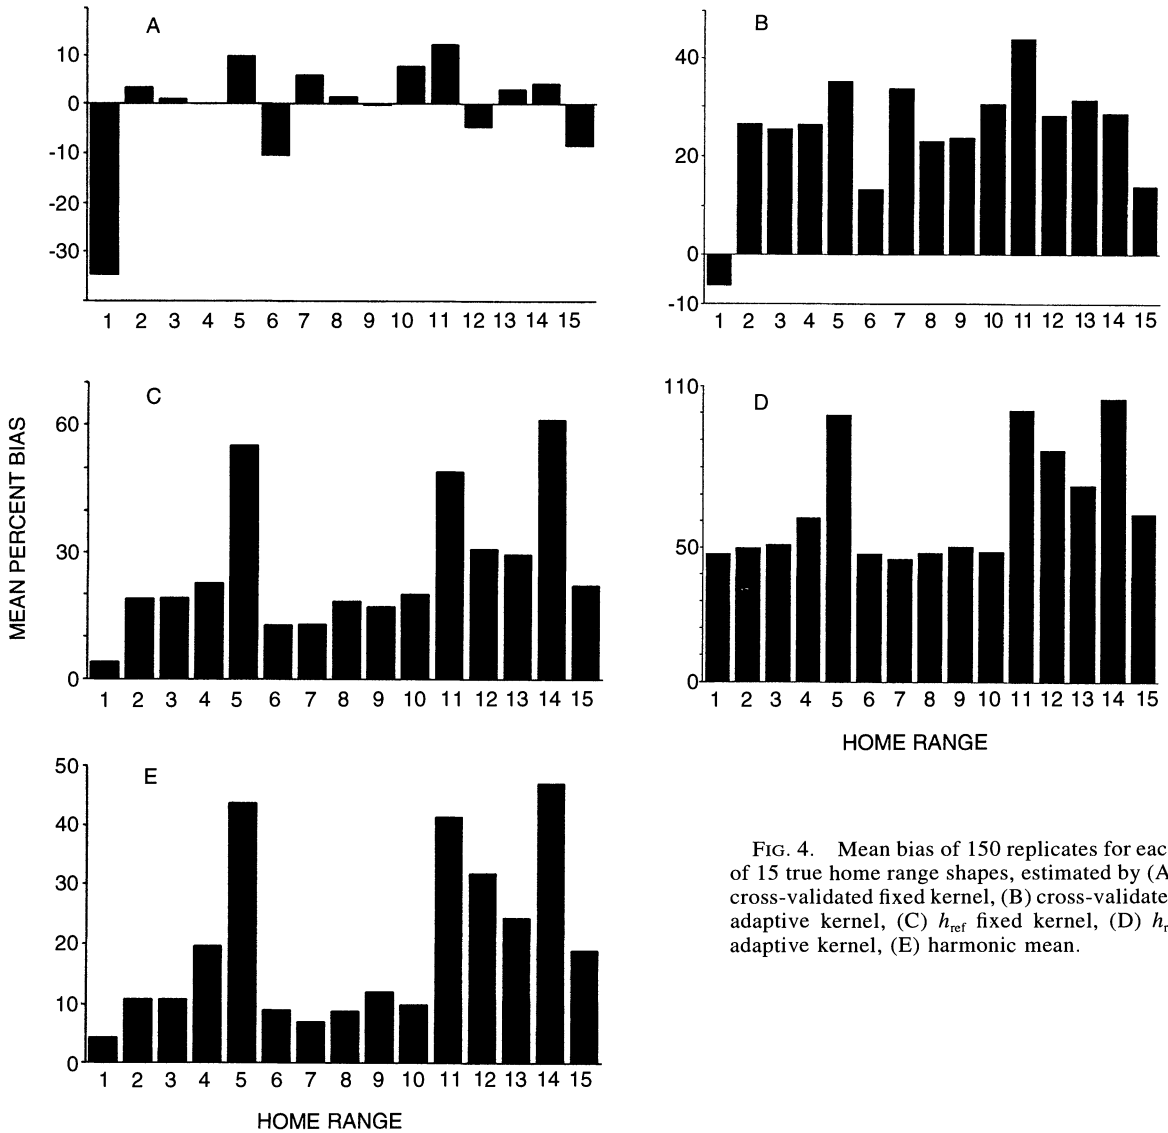 A
10
0
-10
-20
-30
1 2 3 4 5 6 7 8 9 10 11 12 13 14 15
B
40
20
0
-10
1 2 3 4 5 6 7 8 9 10 11 12 13 14 15
MEAN PERCENT BIAS
C
60
30
0
1 2 3 4 5 6 7 8 9 10 11 12 13 14 15
D
110
50
0
1 2 3 4 5 6 7 8 9 10 11 12 13 14 15
HOME RANGE
E
50
40
30
20
10
0
1 2 3 4 5 6 7 8 9 10 11 12 13 14 15
HOME RANGE
FIG. 4. Mean bias of 150 replicates for eac
of 15 true home range shapes, estimated by (A
cross-validated fixed kernel, (B) cross-validate
adaptive kernel, (C) href fixed kernel, (D) hr
adaptive kernel, (E) harmonic mean.